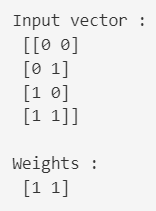 Input vector :
[[0 0]
[0 1]
[1 0]
[1 1]]
Weights :
[1 1]